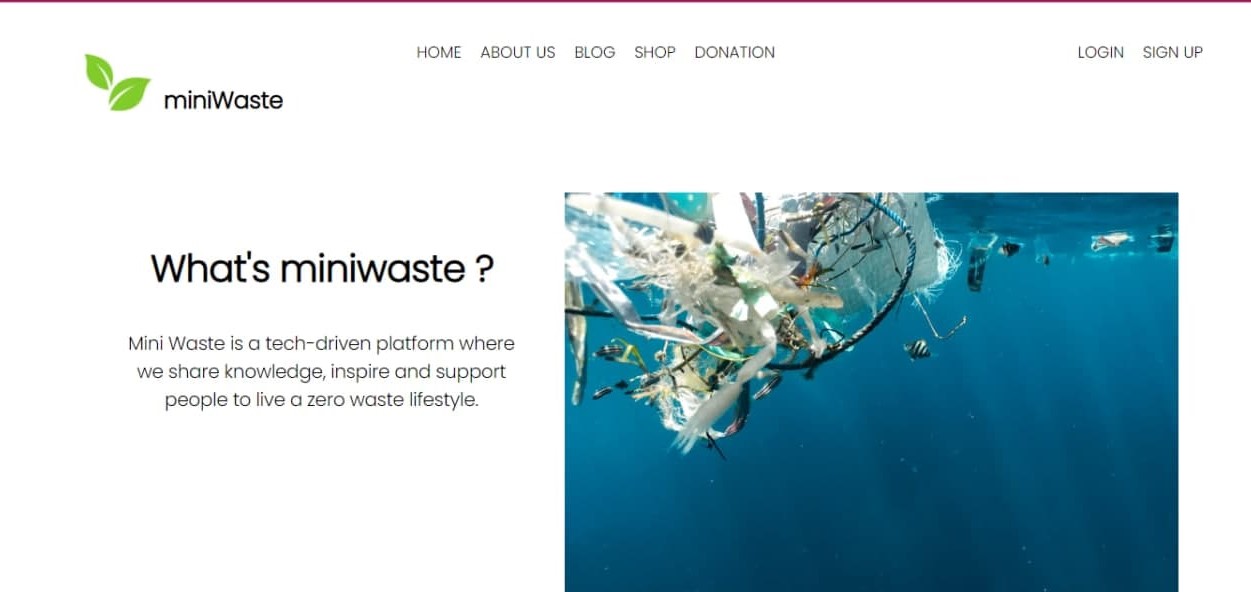 HOME ABOUT US BLOG SHOP DONATION LOGIN SIGN UP
miniWaste
What's miniwaste ?
Mini Waste is a tech-driven platform where
we share knowledge, inspire and support
people to live a zero waste lifestyle.